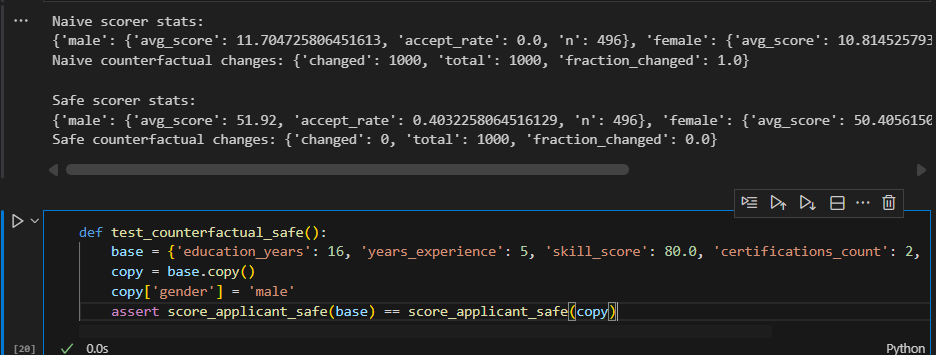 Naive scorer stats:
{'male': {'avg_score': 11.704725806451613, 'accept_rate': 0.0, 'n': 496}, 'female': {'avg_score': 10.814525793
Naive counterfactual changes: {'changed': 1000, 'total': 1000, 'fraction_changed': 1.0}
Safe scorer stats:
{'male': {'avg_score': 51.92, 'accept_rate': 0.4032258064516129, 'n': 496}, 'female': {'avg_score': 50.4056150
Safe counterfactual changes: {'changed': 0, 'total': 1000, 'fraction_changed': 0.0}
def test_counterfactual_safe():
    base = {'education_years': 16, 'years_experience': 5, 'skill_score': 80.0, 'certifications_count': 2,
    copy = base.copy()
    copy['gender'] = 'male'
    assert score_applicant_safe(base) == score_applicant_safe(copy)
[20] 0.0s Python